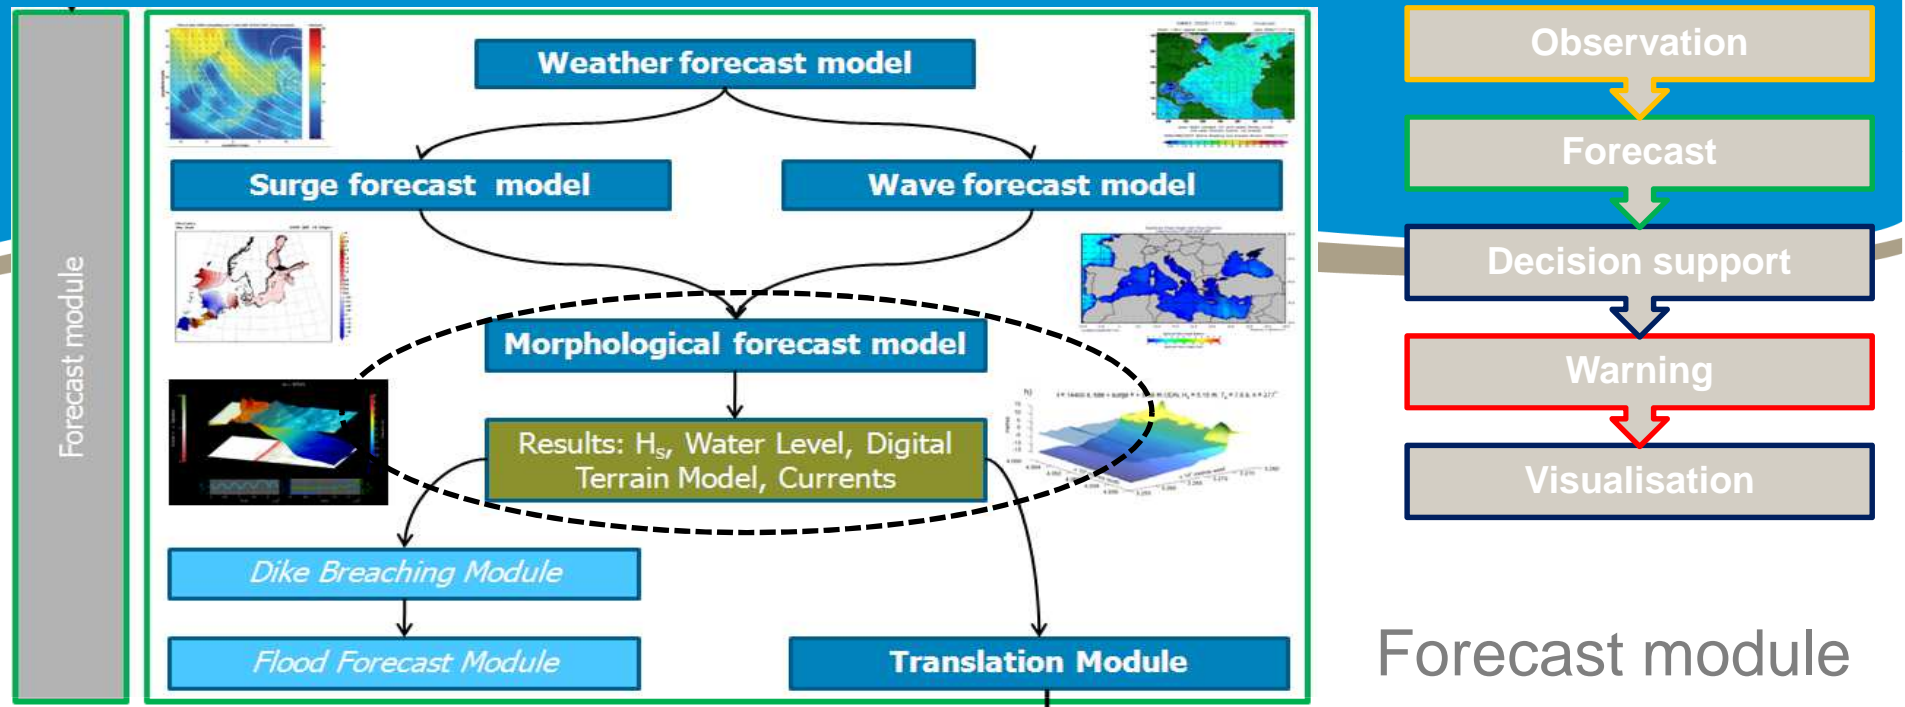 Forecast module
Weather forecast model
Surge forecast model
Wave forecast model
Morphological forecast model
Results: Hs, Water Level, Digital
Terrain Model, Currents
Dike Breaching Module
Flood Forecast Module
Translation Module
Observation
Forecast
Decision support
Warning
Visualisation
Forecast module